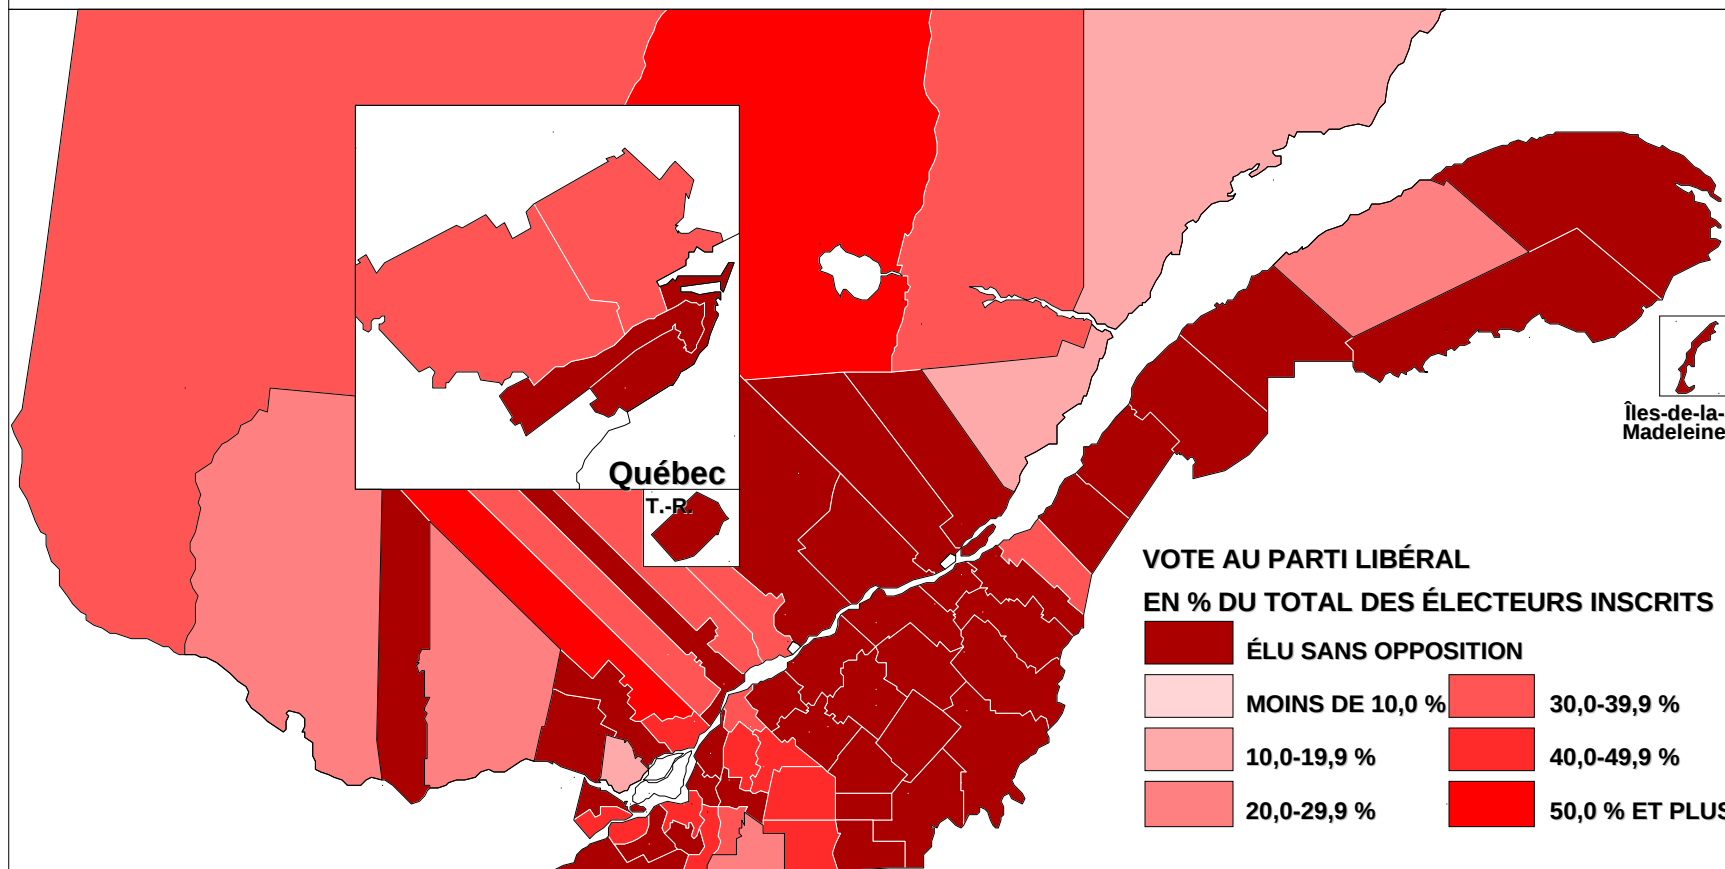 Québec
T.-R.
Îles-de-la-
Madeleine
VOTE AU PARTI LIBÉRAL
EN % DU TOTAL DES ÉLECTEURS INSCRITS
ÉLU SANS OPPOSITION
MOINS DE 10,0 %
30,0-39,9 %
10,0-19,9 %
40,0-49,9 %
20,0-29,9 %
50,0 % ET PLUS